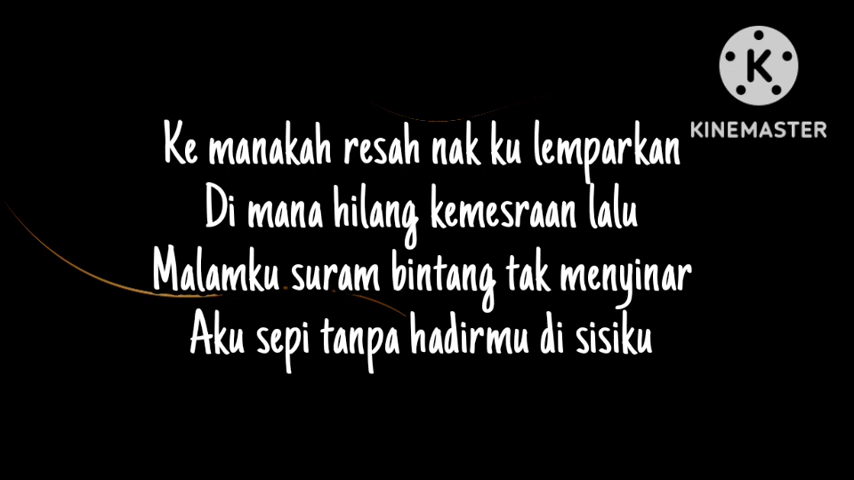 KINEMASTER
Ke manakah resah nak ku lemparkan
Di mana hilang kemesraan lalu
Malamku suram bintang tak menyinar
Aku sepi tanpa hadirmu di sisiku